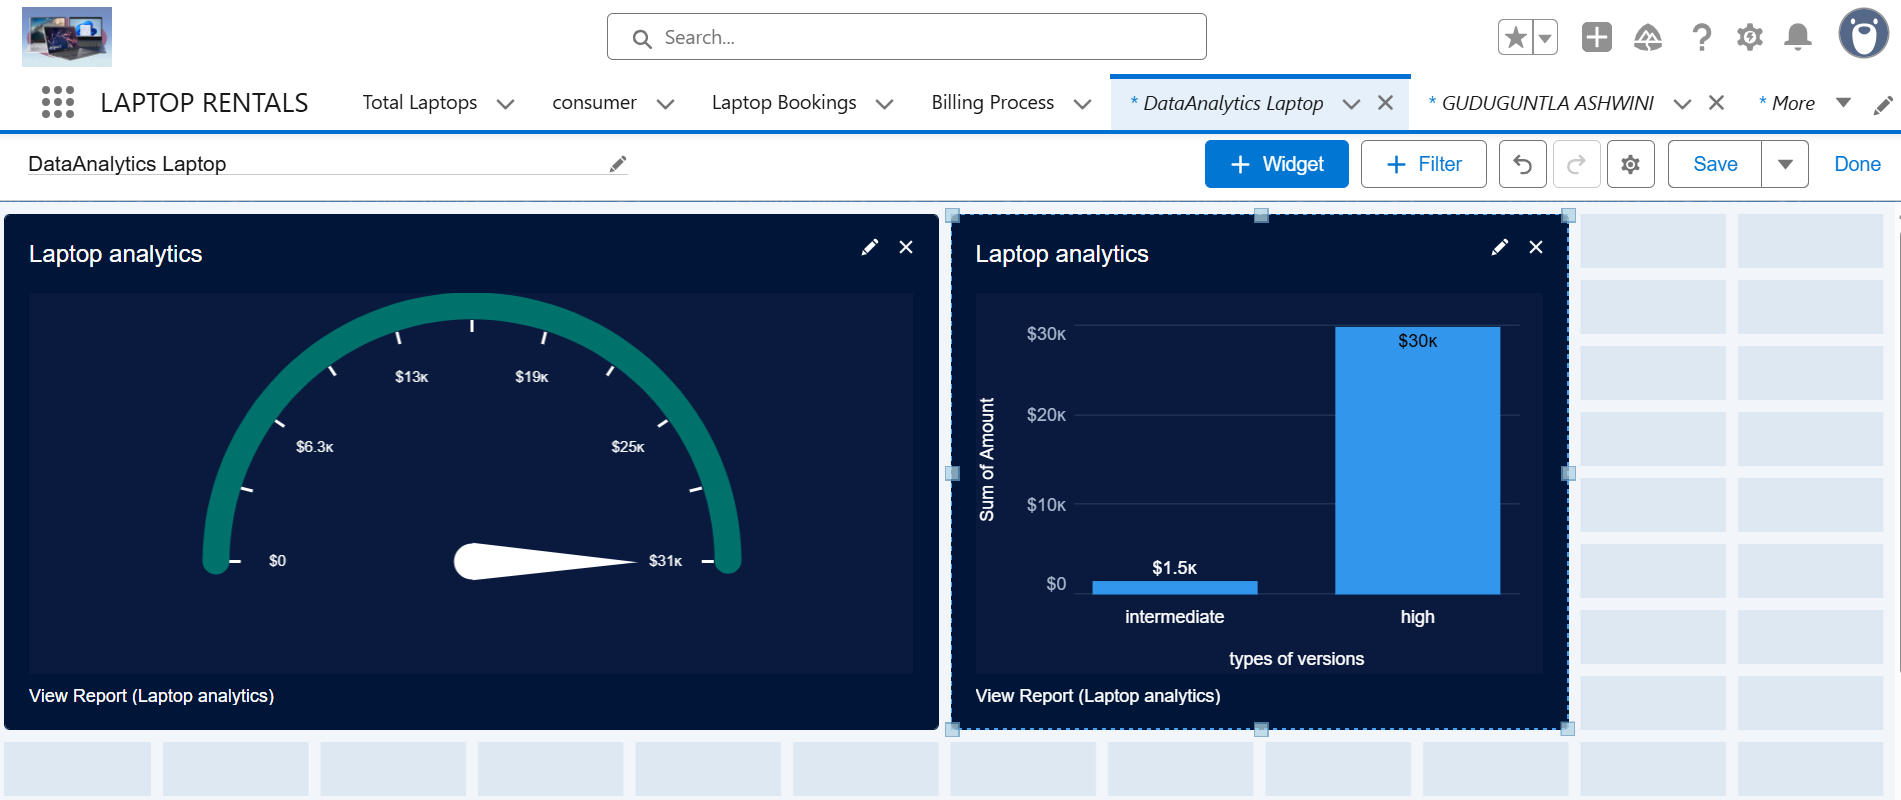 Search...
LAPTOP RENTALS
Total Laptops
consumer
Laptop Bookings
Billing Process
* DataAnalytics Laptop
* GUDUGUNTLA ASHWINI
* More
DataAnalytics Laptop
+ Widget
+ Filter
Save
Done
Laptop analytics
$0
$6.3K
$13K
$19K
$25K
$31K
View Report (Laptop analytics)
Laptop analytics
Sum of Amount
$30K
$20K
$10K
$0
$1.5K
$30K
intermediate
high
types of versions
View Report (Laptop analytics)